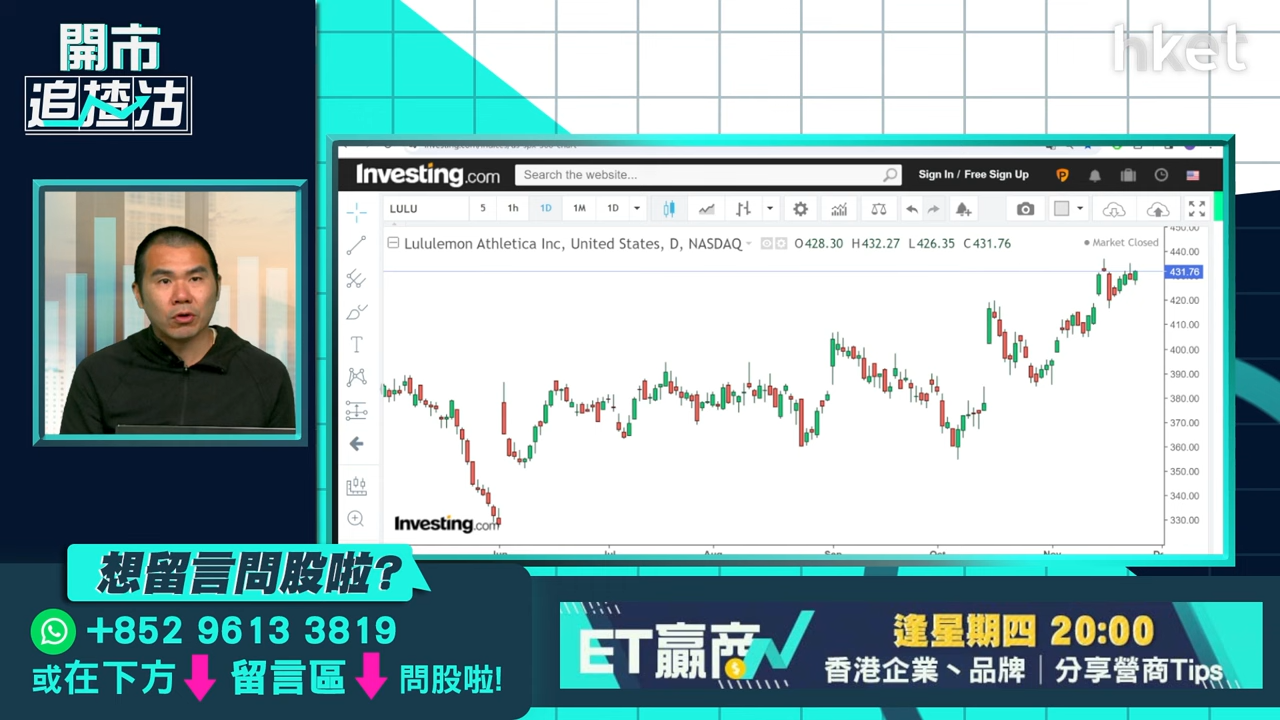 開市
追揸沽
hket
Investing.com
Search the website...
Sign In / Free Sign Up
LULU
5
1h
1D
1M
1D
Lululemon Athletica Inc, United States, D, NASDAQ
O428.30 H432.27 L426.35 C431.76
Market Closed
450.00
440.00
431.76
420.00
410.00
400.00
390.00
380.00
370.00
360.00
350.00
340.00
330.00
Investing.com
想留言問股啦?
+852 9613 3819
或在下方
留言區
問股啦!
ET贏商
逢星期四 20:00
香港企業、品牌｜分享營商Tips